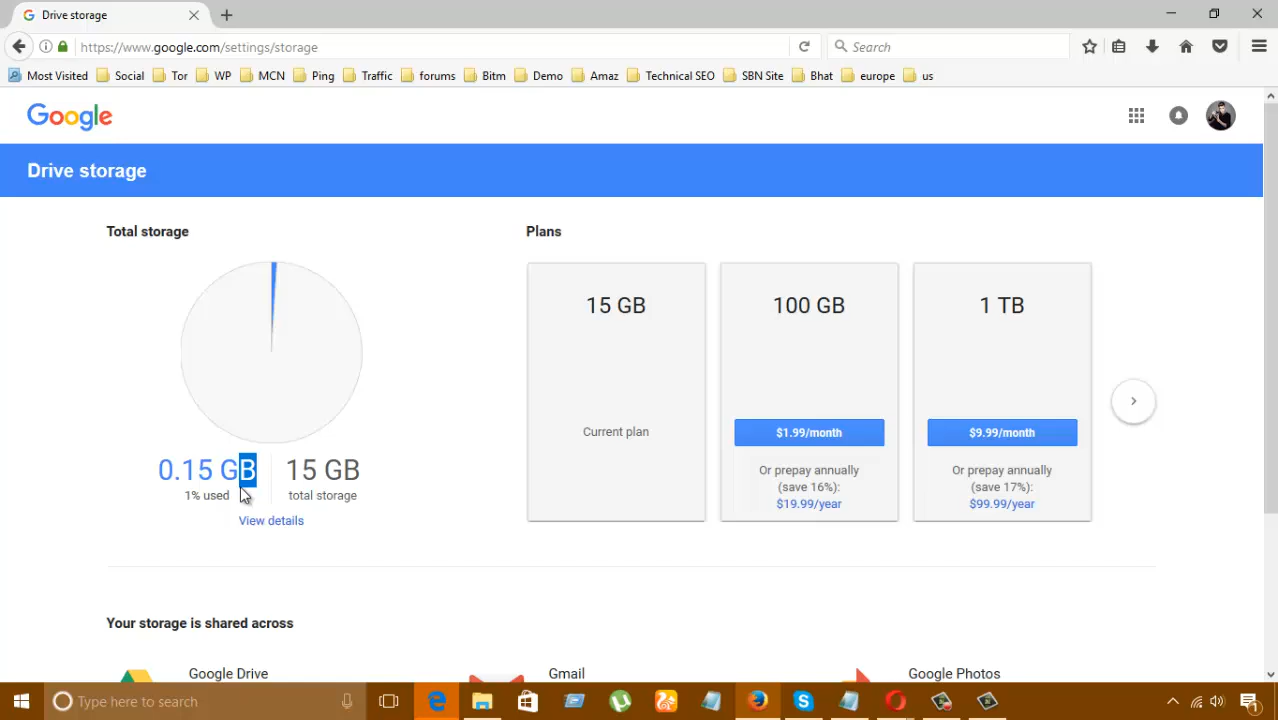 Drive storage
https://www.google.com/settings/storage
Search
Most Visited Social Tor WP MCN Ping Traffic forums Bitm Demo Amaz Technical SEO SBN Site Bhat europe us
Google
Drive storage
Total storage
Plans
15 GB
100 GB
1 TB
Current plan
$1.99/month
$9.99/month
Or prepay annually
(save 16%):
$19.99/year
Or prepay annually
(save 17%):
$99.99/year
0.15 GB
1% used
15 GB
total storage
View details
Your storage is shared across
Google Drive
Gmail
Google Photos
Type here to search
1